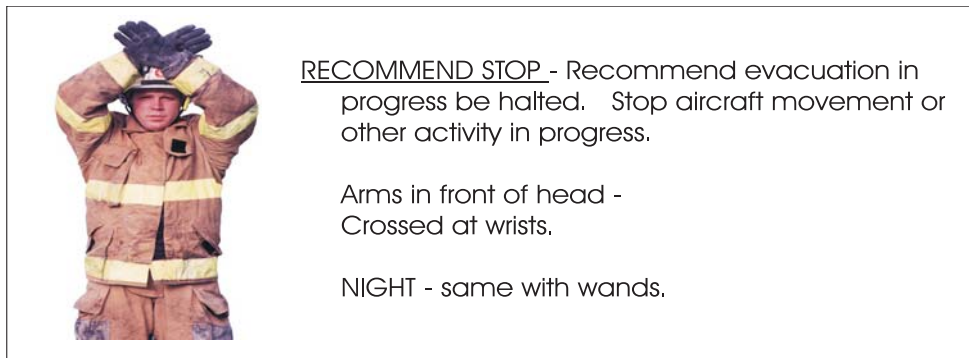 RECOMMEND STOP - Recommend evacuation in
progress be halted. Stop aircraft movement or
other activity in progress.
Arms in front of head -
Crossed at wrists.
NIGHT - same with wands.